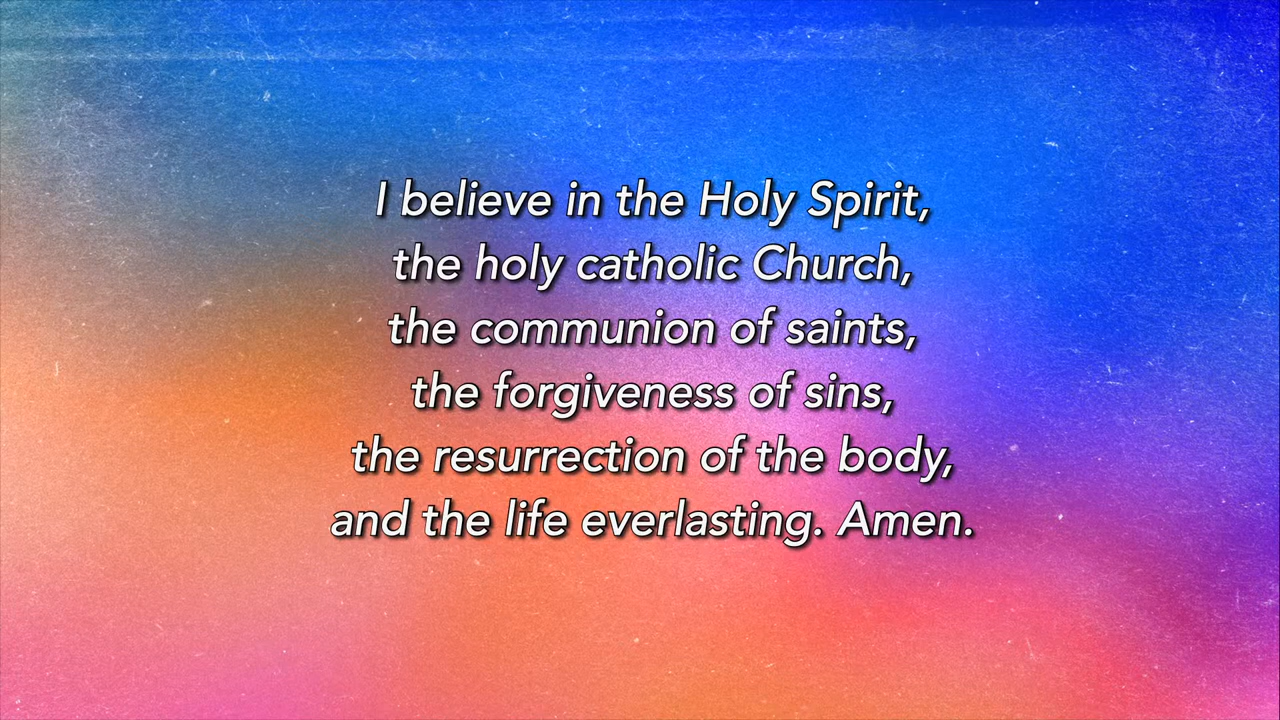 I believe in the Holy Spirit,
the holy catholic Church,
the communion of saints,
the forgiveness of sins,
the resurrection of the body,
and the life everlasting. Amen.